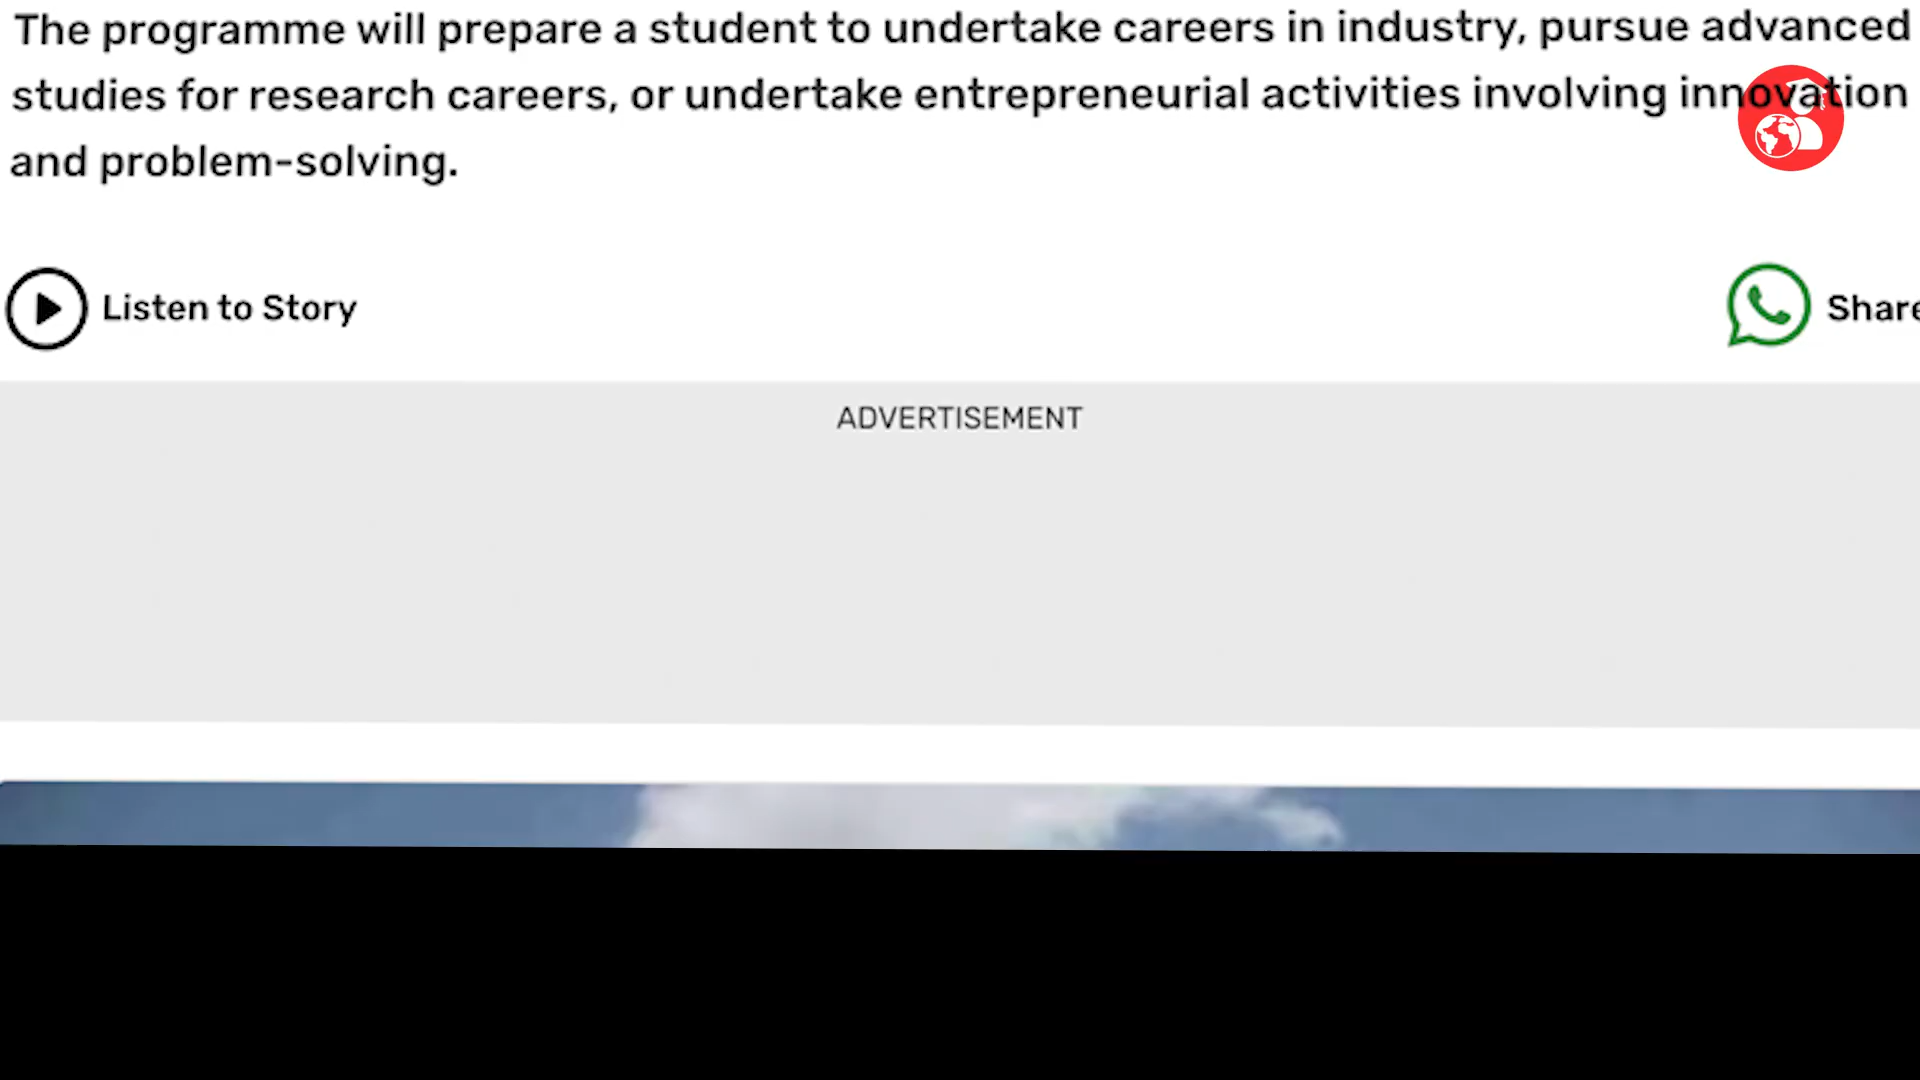 The programme will prepare a student to undertake careers in industry, pursue advanced
studies for research careers, or undertake entrepreneurial activities involving innovation
and problem-solving.
Listen to Story
Share
ADVERTISEMENT